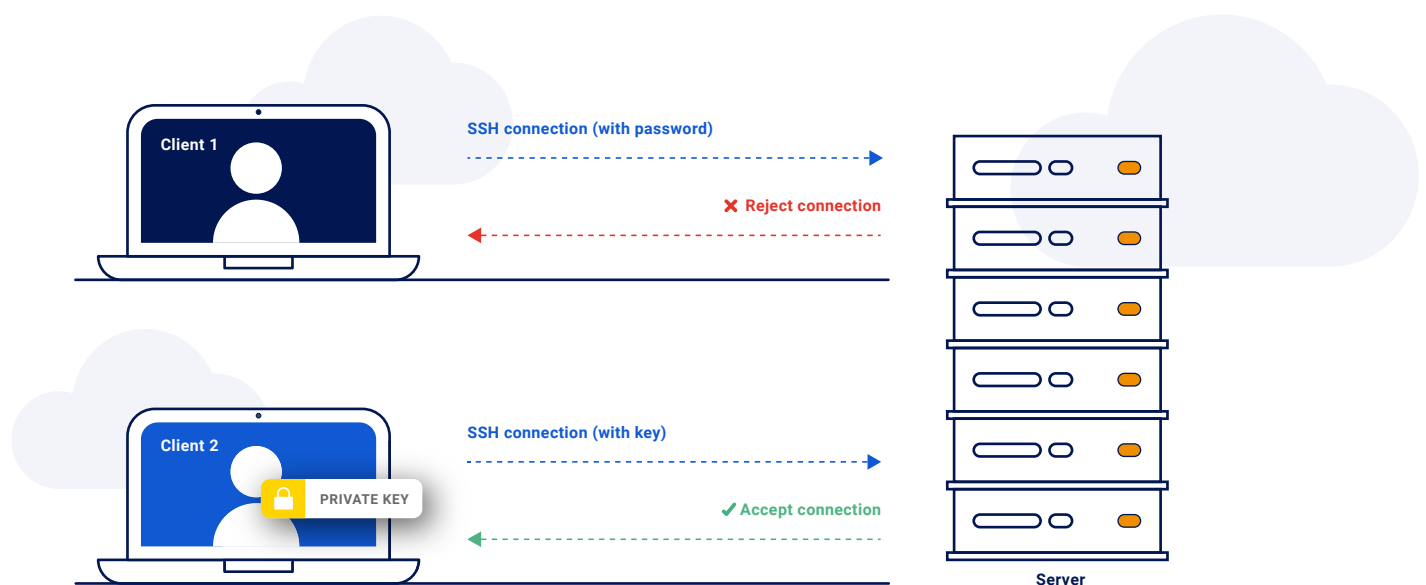 Client 1
SSH connection (with password)
Reject connection
Client 2
PRIVATE KEY
SSH connection (with key)
Accept connection
Server